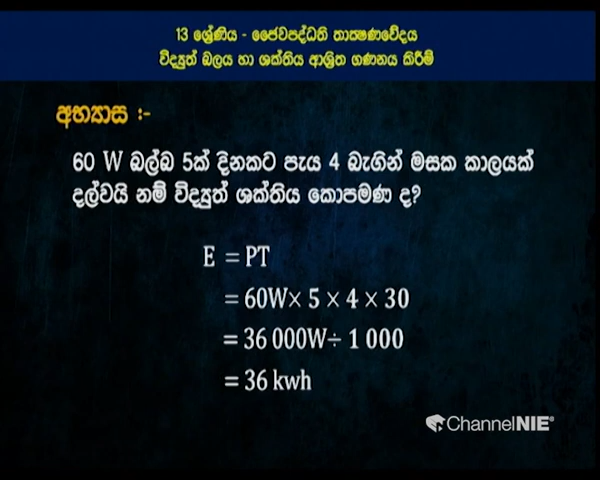 13 ශ්‍රේණිය - ජෛවපද්ධති තාක්ෂණවේදය
විද්‍යුත් බලය හා ශක්තිය ආශ්‍රිත ගණනය කිරීම්
අභ්‍යාස :-
60 W බල්බ 5ක් දිනකට පැය 4 බැගින් මසක කාලයක්
දල්වයි නම් විද්‍යුත් ශක්තිය කොපමණ ද?
E = PT
= 60W× 5 × 4 × 30
= 36 000W÷ 1 000
= 36 kwh
ChannelNIE®